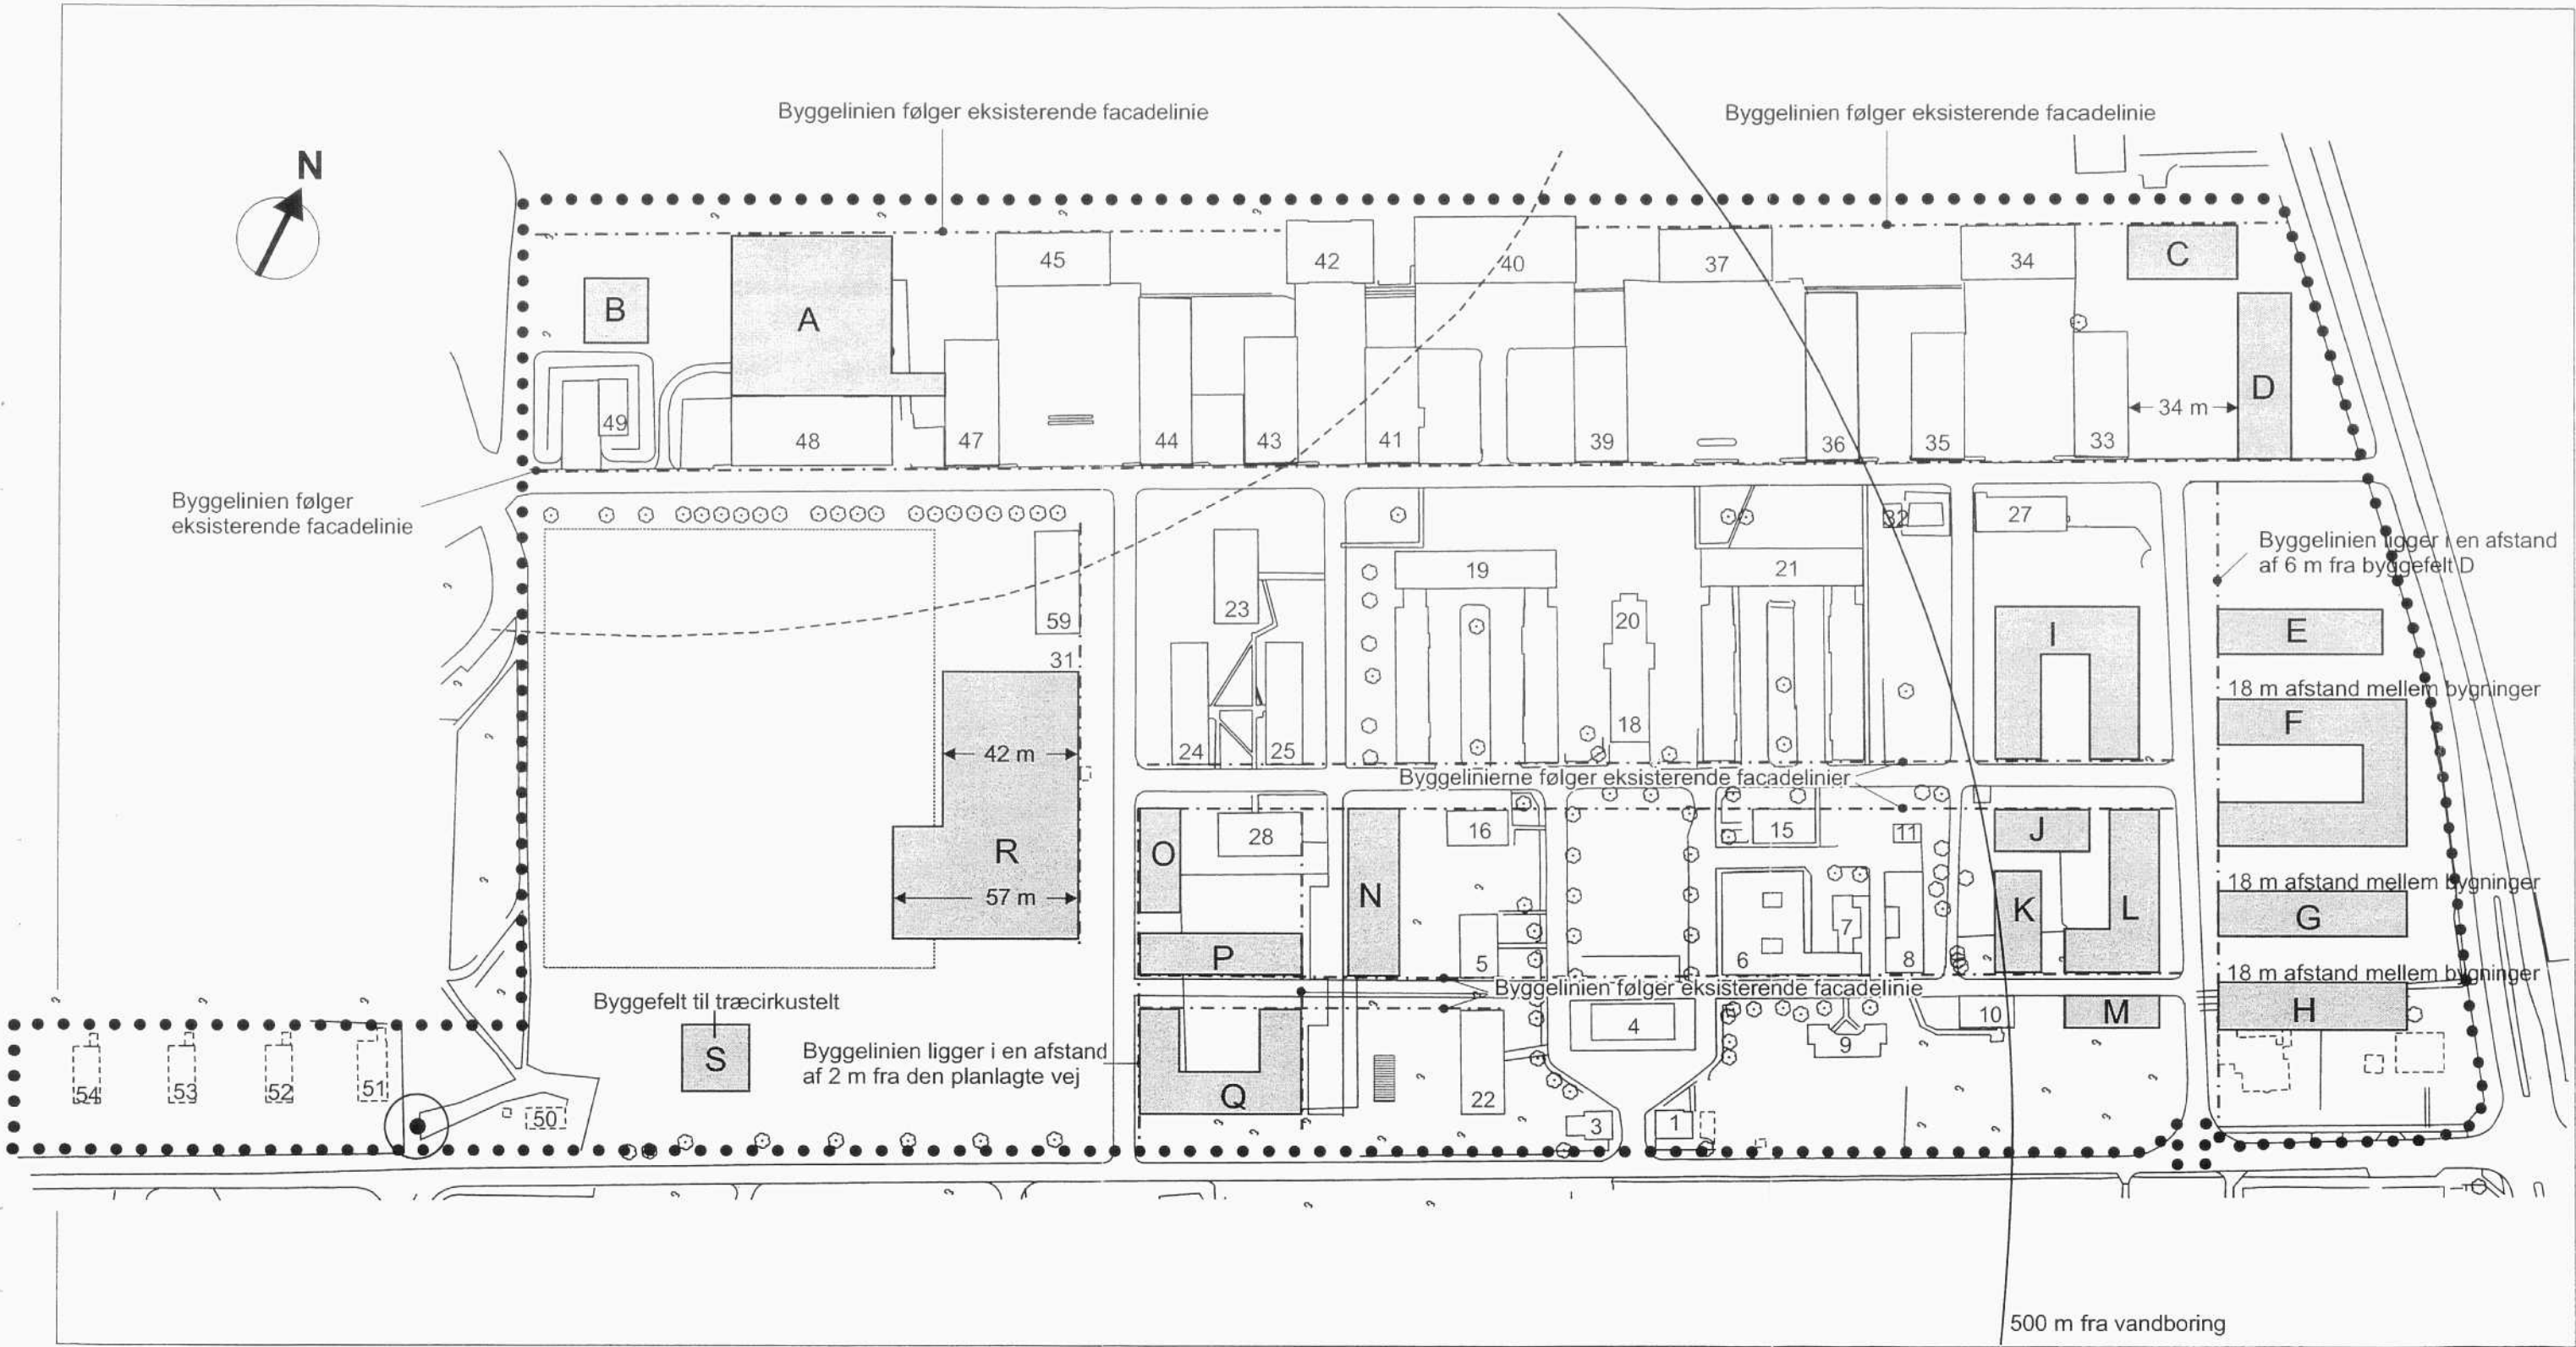 Byggelinien følger eksisterende facadelinie
Byggelinien følger eksisterende facadelinie
N
45
42
40
37
34
C
B
A
34 m
D
49
48
47
44
43
41
39
36
35
33
Byggelinien følger
eksisterende facadelinie
32
27
Byggelinien ligger i en afstand
af 6 m fra byggefelt D
19
21
23
59
20
I
E
31
18 m afstand mellem bygninger
F
42 m
24
25
18
Byggelinierne følger eksisterende facadelinier
R
O
28
N
16
15
11
J
57 m
18 m afstand mellem bygninger
K
L
G
7
P
5
6
8
18 m afstand mellem bygninger
Byggelinien følger eksisterende facadelinie
Byggefelt til træcirkustelt
S
4
10
M
H
9
Byggelinien ligger i en afstand
af 2 m fra den planlagte vej
54
53
52
51
50
Q
22
3
1
500 m fra vandboring